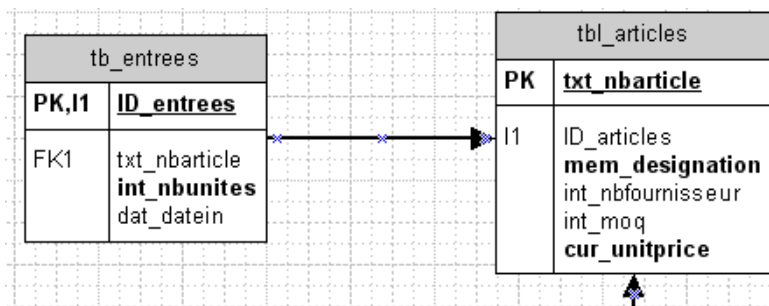 tb_entrees
PK,I1 ID_entrees
FK1 txt_nbarticle
int_nbunites
dat_datein
tbl_articles
PK txt_nbarticle
I1 ID_articles
mem_designation
int_nbfournisseur
int_moq
cur_unitprice